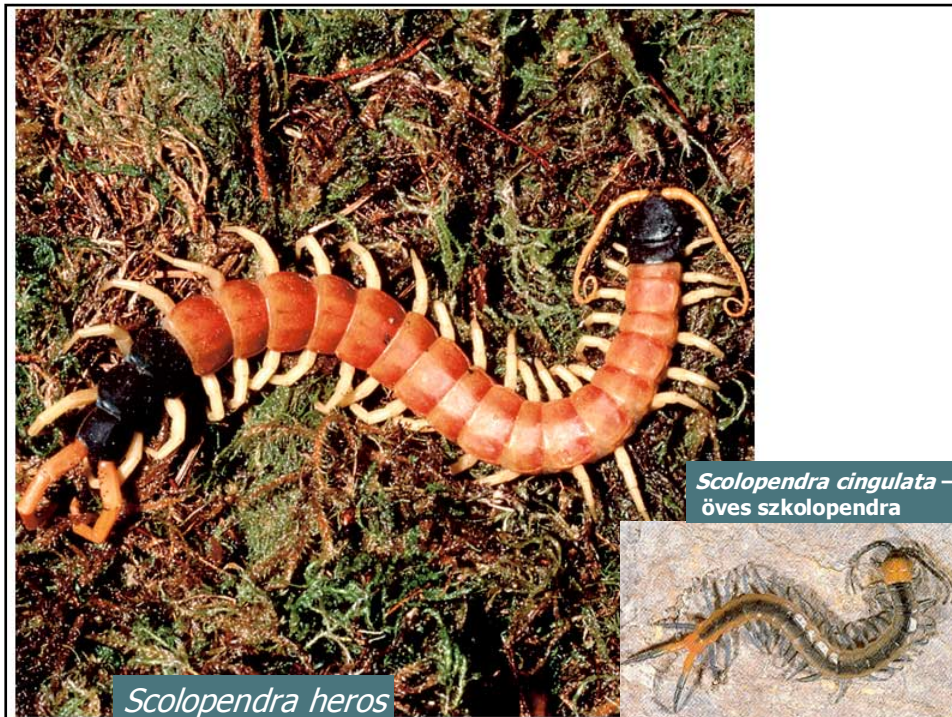 Scolopendra cingulata –
öves szkolopendra
Scolopendra heros